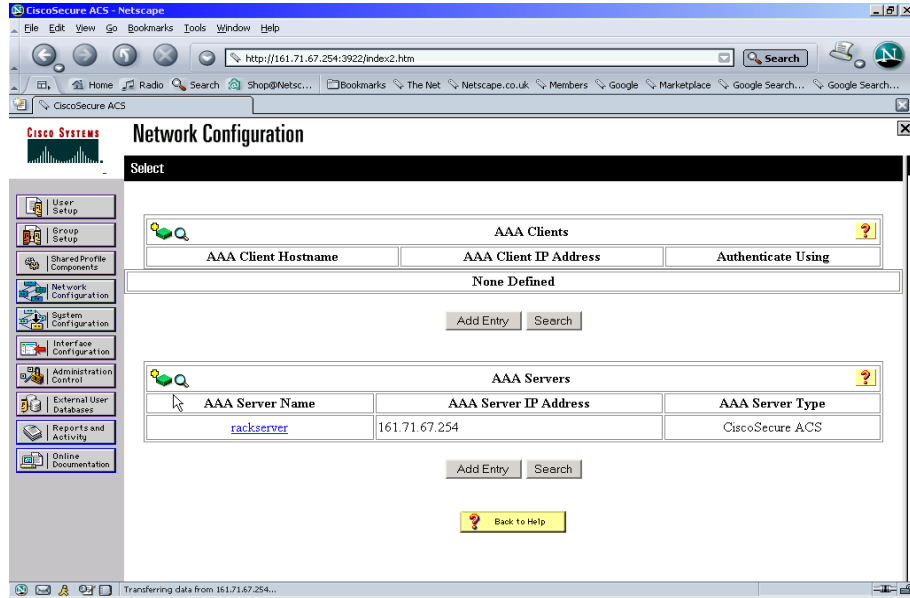 CiscoSecure ACS - Netscape
File Edit View Go Bookmarks Tools Window Help
http://161.71.67.254:3922/index2.htm
Search
N
Home Radio Search Shop@Netsc... Bookmarks The Net Netscape.co.uk Members Google Marketplace Google Search... Google Search...
CiscoSecure ACS
CISCO SYSTEMS
Network Configuration
Select
User Setup
Group Setup
Shared Profile Components
Network Configuration
System Configuration
Interface Configuration
Administration Control
External User Databases
Reports and Activity
Online Documentation
AAA Clients
?
AAA Client Hostname AAA Client IP Address Authenticate Using
None Defined
Add Entry Search
AAA Servers
?
AAA Server Name AAA Server IP Address AAA Server Type
rackserver 161.71.67.254 CiscoSecure ACS
Add Entry Search
? Back to Help
Transferring data from 161.71.67.254...